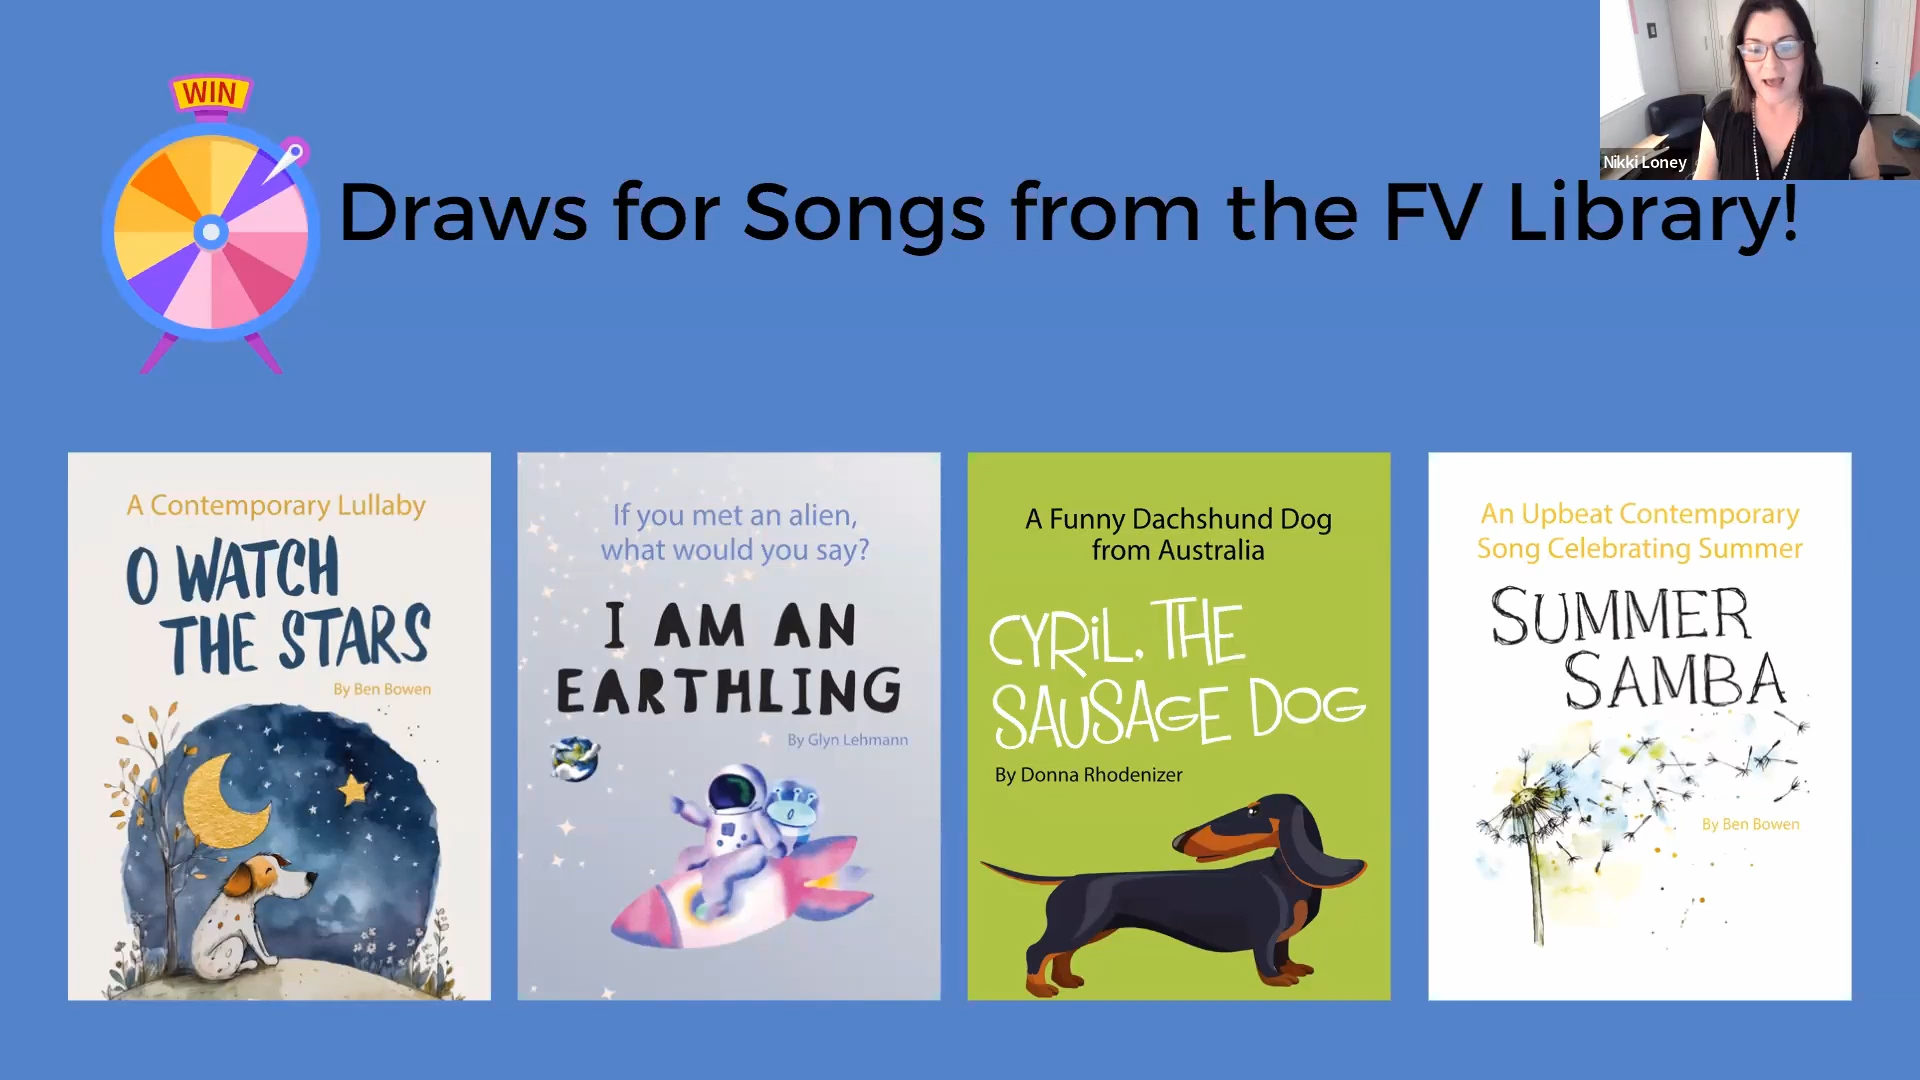 WIN
Nikki Loney
Draws for Songs from the FV Library!
A Contemporary Lullaby
O WATCH
THE STARS
By Ben Bowen
If you met an alien,
what would you say?
I AM AN
EARTHLING
By Glyn Lehmann
A Funny Dachshund Dog
from Australia
CYRiL, THE
SAUSAGE DOG
By Donna Rhodenizer
An Upbeat Contemporary
Song Celebrating Summer
SUMMER
SAMBA
By Ben Bowen